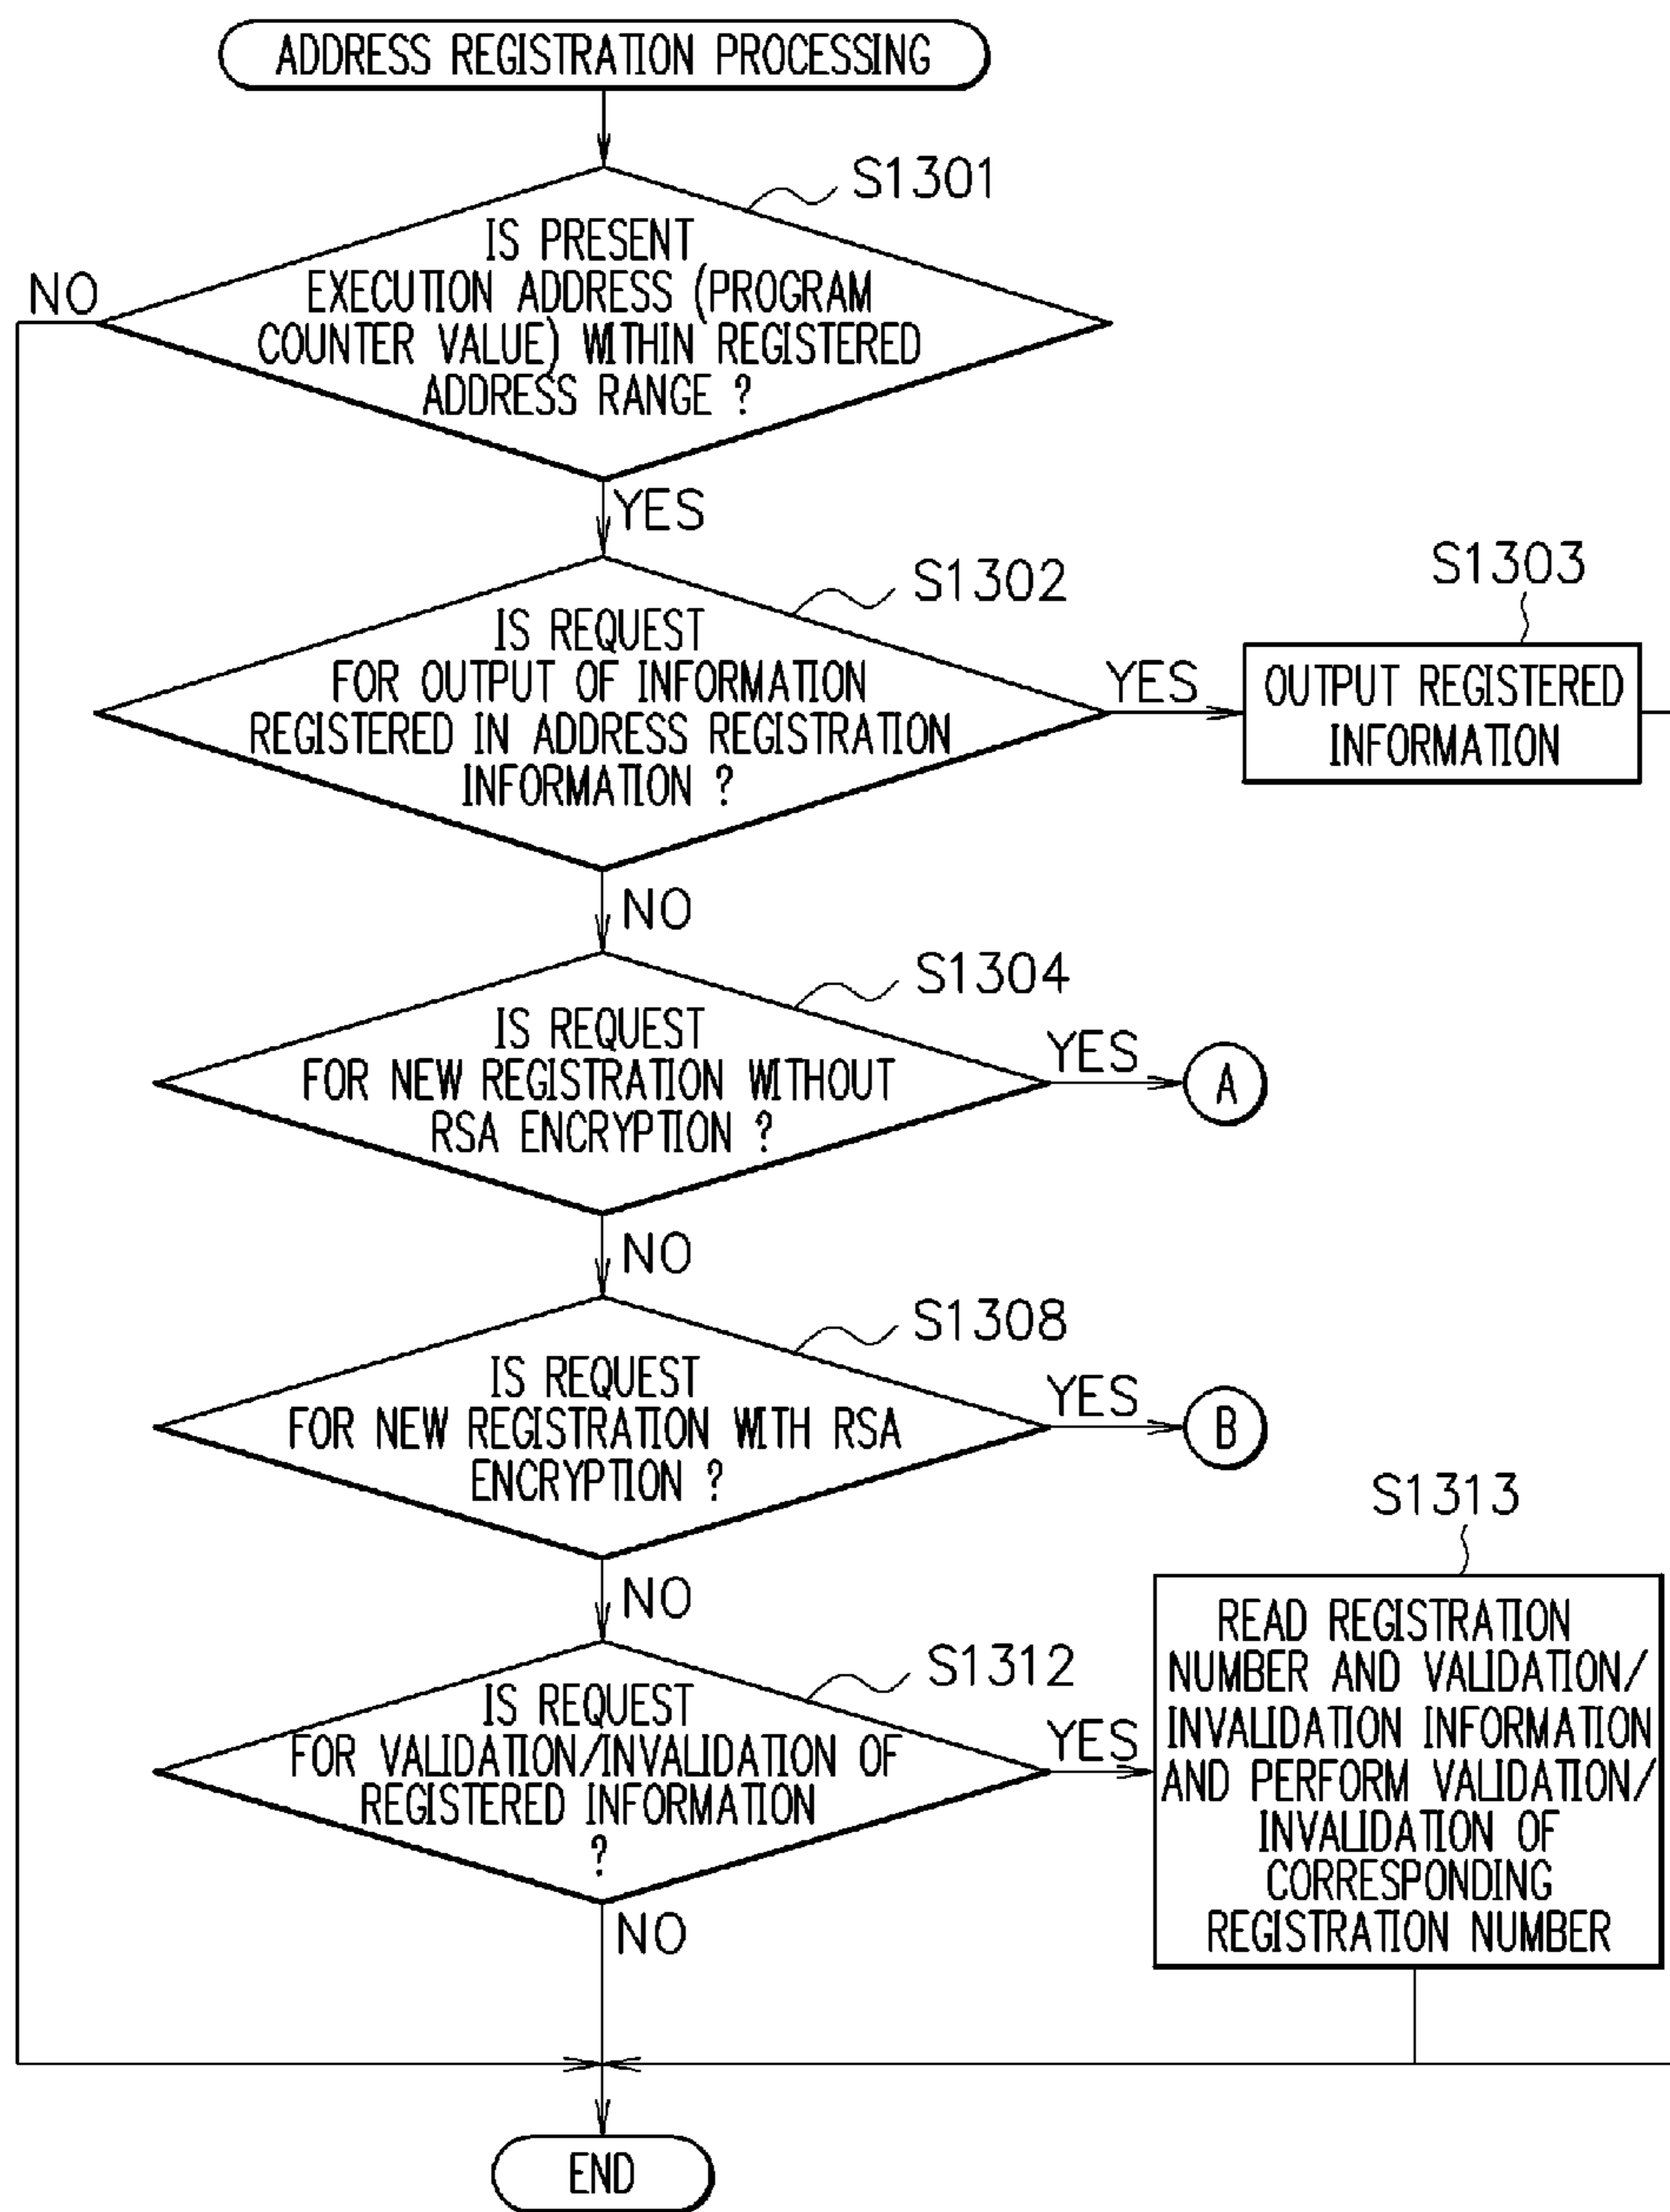 ADDRESS REGISTRATION PROCESSING
S1301
IS PRESENT
EXECUTION ADDRESS (PROGRAM
COUNTER VALUE) WITHIN REGISTERED
ADDRESS RANGE ?
NO
YES
S1302
IS REQUEST
FOR OUTPUT OF INFORMATION
REGISTERED IN ADDRESS REGISTRATION
INFORMATION ?
YES
S1303
OUTPUT REGISTERED
INFORMATION
NO
S1304
IS REQUEST
FOR NEW REGISTRATION WITHOUT
RSA ENCRYPTION ?
YES
A
NO
S1308
IS REQUEST
FOR NEW REGISTRATION WITH RSA
ENCRYPTION ?
YES
B
NO
S1312
IS REQUEST
FOR VALIDATION/INVALIDATION OF
REGISTERED INFORMATION
?
YES
S1313
READ REGISTRATION
NUMBER AND VALIDATION/
INVALIDATION INFORMATION
AND PERFORM VALIDATION/
INVALIDATION OF
CORRESPONDING
REGISTRATION NUMBER
NO
END